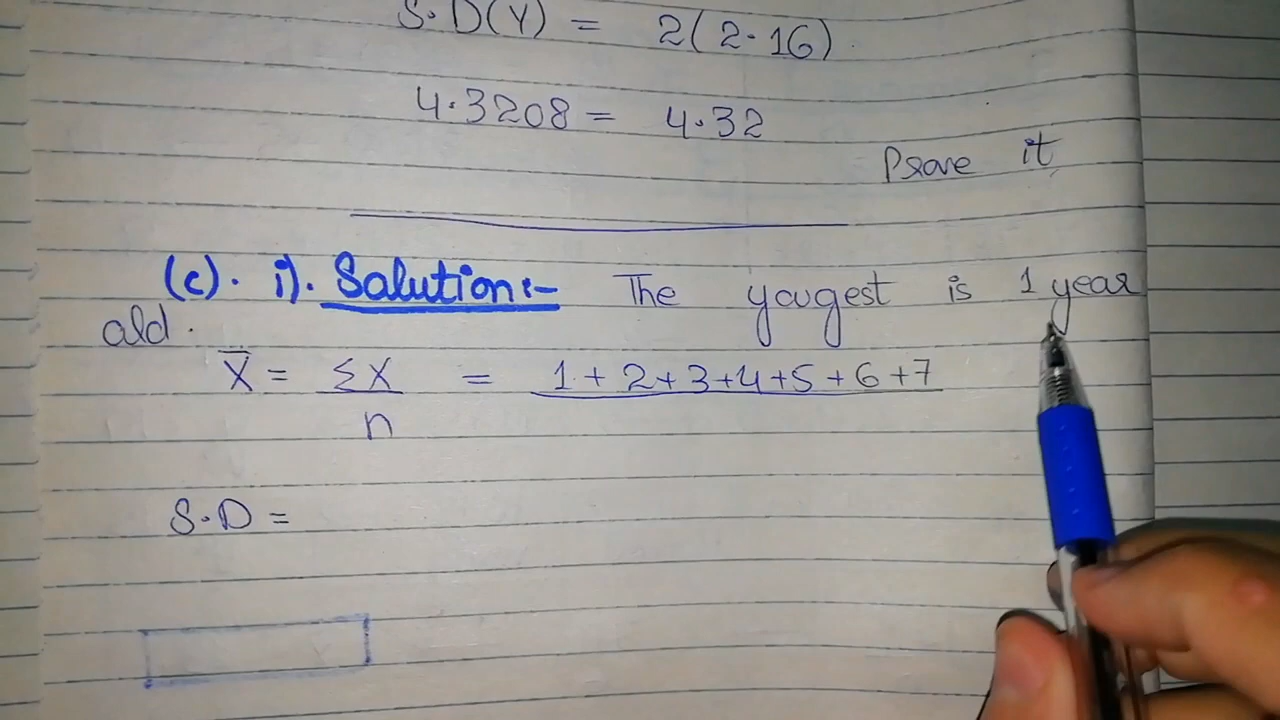 S.D(Y) = 2(2.16).
4.3208 = 4.32
Prove it
(c). i). Solution:- The yougest is 1 year
old.
X̅ = ΣX = 1 + 2 + 3 + 4 + 5 + 6 + 7
n
S.D =